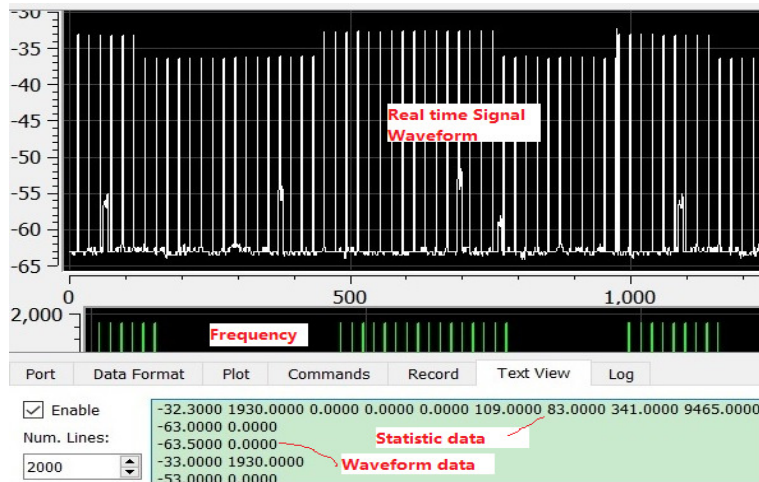 -30
-35
-40
-45
-50
-55
-60
-65
Real time Signal
Waveform
0 500 1,000
2,000
Frequency
Port Data Format Plot Commands Record Text View Log
Enable
Num. Lines:
2000
-32.3000 1930.0000 0.0000 0.0000 0.0000 109.0000 83.0000 341.0000 9465.0000
-63.0000 0.0000
-63.5000 0.0000
-33.0000 1930.0000
-53.0000 0.0000
Statistic data
Waveform data